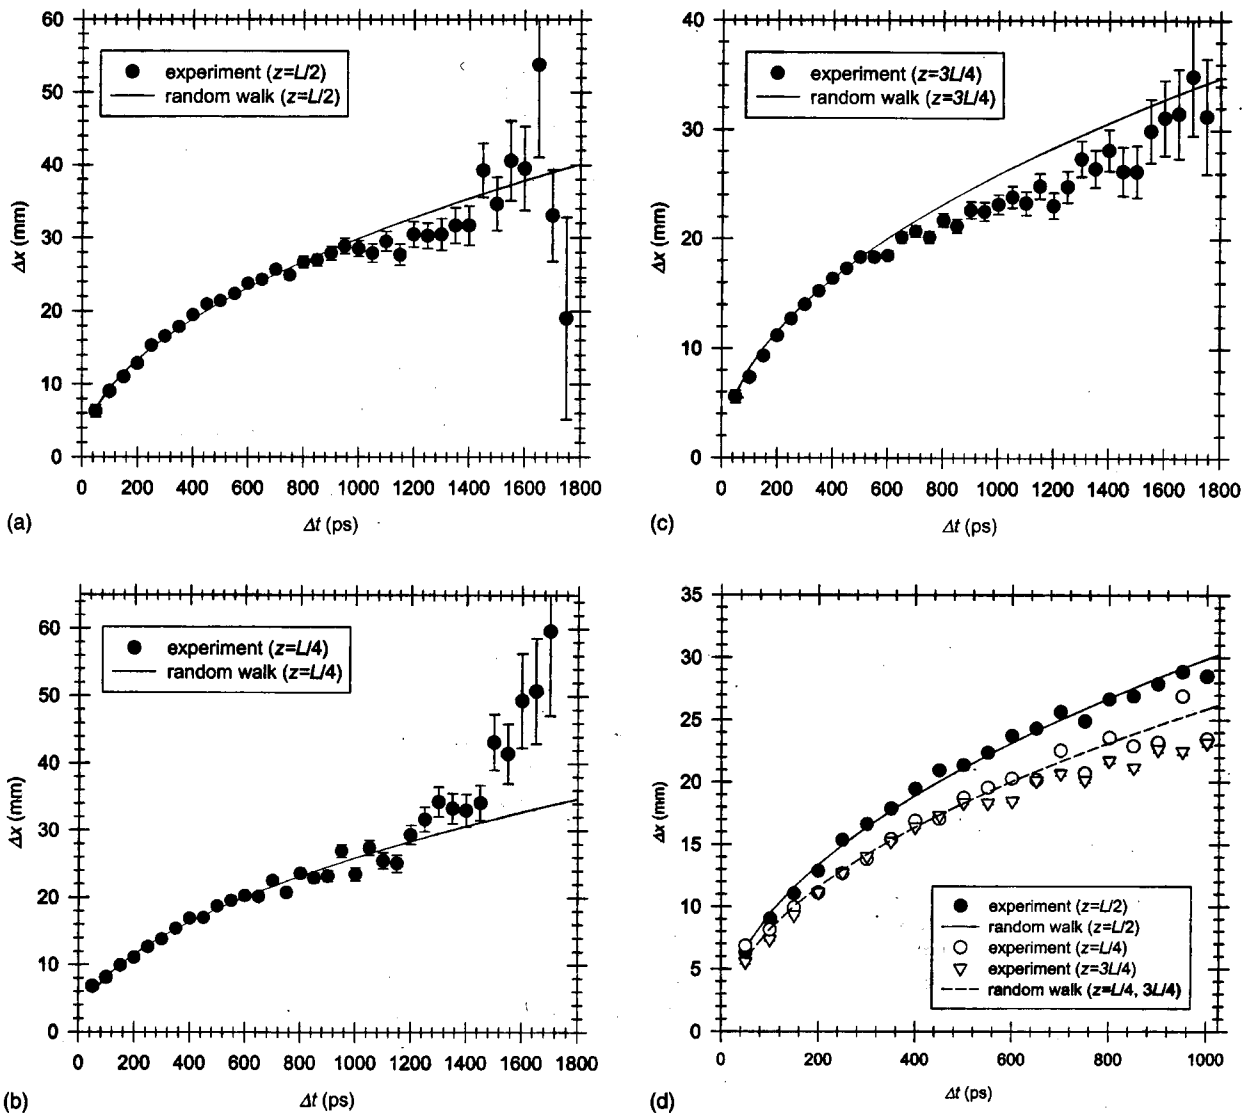 60
50
40
30
20
10
0
Δx (mm)
experiment (z=L/2)
random walk (z=L/2)
0 200 400 600 800 1000 1200 1400 1600 1800
(a)
Δt (ps)
40
30
20
10
0
Δx (mm)
experiment (z=3L/4)
random walk (z=3L/4)
0 200 400 600 800 1000 1200 1400 1600 1800
(c)
Δt (ps)
60
50
40
30
20
10
0
Δx (mm)
experiment (z=L/4)
random walk (z=L/4)
0 200 400 600 800 1000 1200 1400 1600 1800
(b)
Δt (ps)
35
30
25
20
15
10
5
0
Δx (mm)
experiment (z=L/2)
random walk (z=L/2)
experiment (z=L/4)
experiment (z=3L/4)
random walk (z=L/4, 3L/4)
0 200 400 600 800 1000
(d)
Δt (ps)